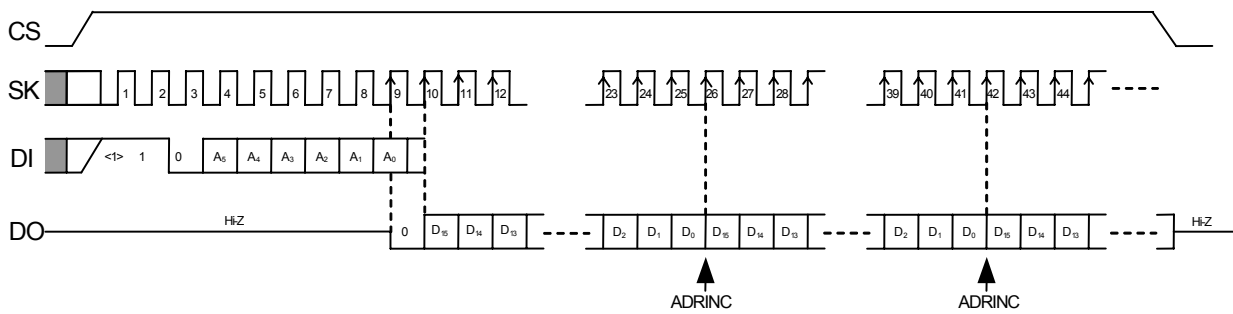 CS
SK 1 2 3 4 5 6 7 8 9 10 11 12 23 24 25 26 27 28 39 40 41 42 43 44
DI <1> 1 0 A₅ A₄ A₃ A₂ A₁ A₀
DO Hi-Z 0 D₁₅ D₁₄ D₁₃ D₂ D₁ D₀ D₁₅ D₁₄ D₁₃ D₂ D₁ D₀ D₁₅ D₁₄ D₁₃ Hi-Z
ADRINC ADRINC